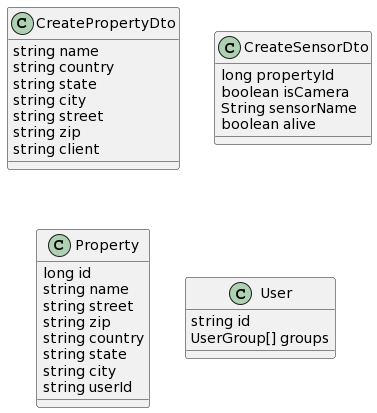 C CreatePropertyDto
string name
string country
string state
string city
string street
string zip
string client
C CreateSensorDto
long propertyId
boolean isCamera
String sensorName
boolean alive
C Property
long id
string name
string street
string zip
string country
string state
string city
string userId
C User
string id
UserGroup[] groups